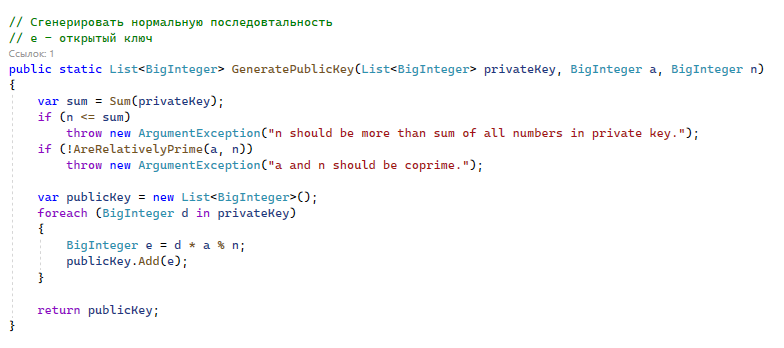 // Сгенерировать нормальную последовтальность
// e - открытый ключ
Ссылок: 1
public static List<BigInteger> GeneratePublicKey(List<BigInteger> privateKey, BigInteger a, BigInteger n)
{
    var sum = Sum(privateKey);
    if (n <= sum)
        throw new ArgumentException("n should be more than sum of all numbers in private key.");
    if (!AreRelativelyPrime(a, n))
        throw new ArgumentException("a and n should be coprime.");

    var publicKey = new List<BigInteger>();
    foreach (BigInteger d in privateKey)
    {
        BigInteger e = d * a % n;
        publicKey.Add(e);
    }

    return publicKey;
}